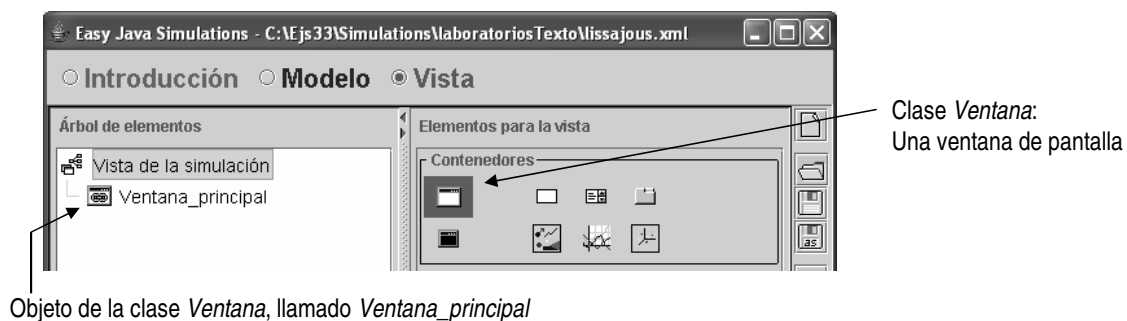 Easy Java Simulations - C:\Ejs33\Simulations\laboratoriosTexto\lissajous.xml
Introducción Modelo Vista
Árbol de elementos
Elementos para la vista
Vista de la simulación
Ventana_principal
Contenedores
as
Clase Ventana:
Una ventana de pantalla
Objeto de la clase Ventana, llamado Ventana_principal